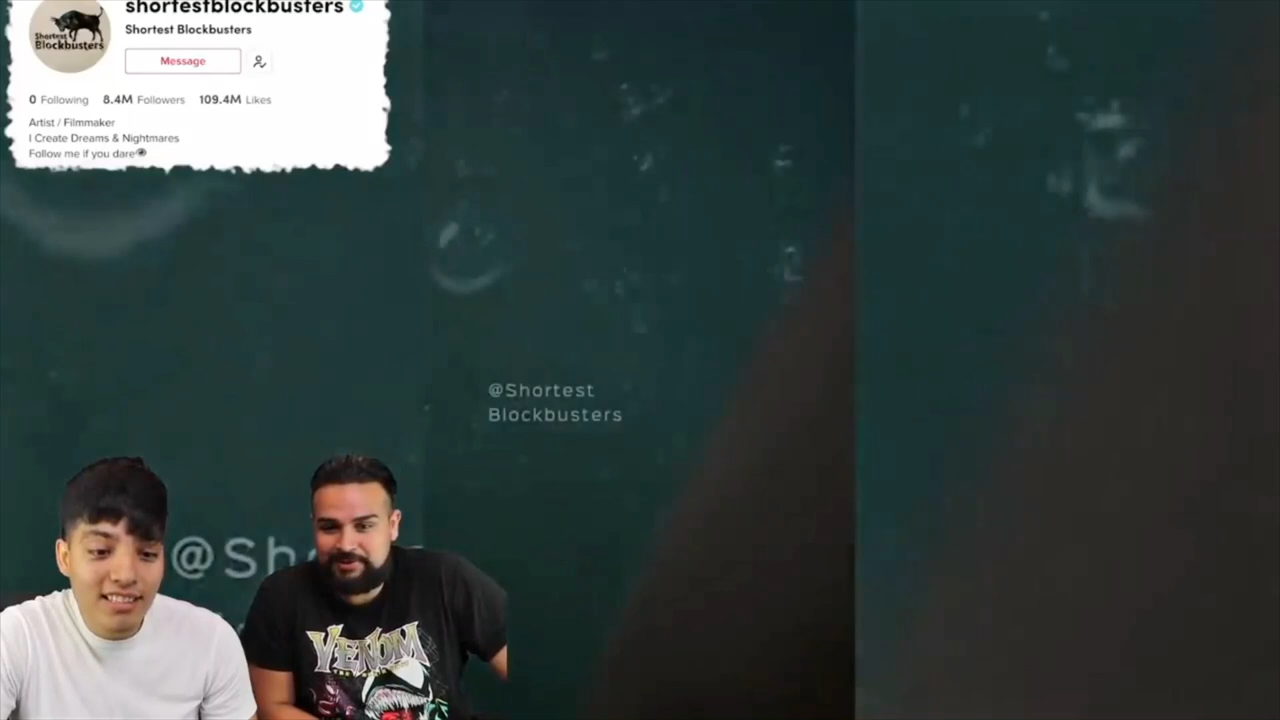 shortestblockbusters
Shortest
Blockbusters
Shortest Blockbusters
Message
0 Following 8.4M Followers 109.4M Likes
Artist / Filmmaker
I Create Dreams & Nightmares
Follow me if you dare👁
@Shortest
Blockbusters
@Sh
VENOM